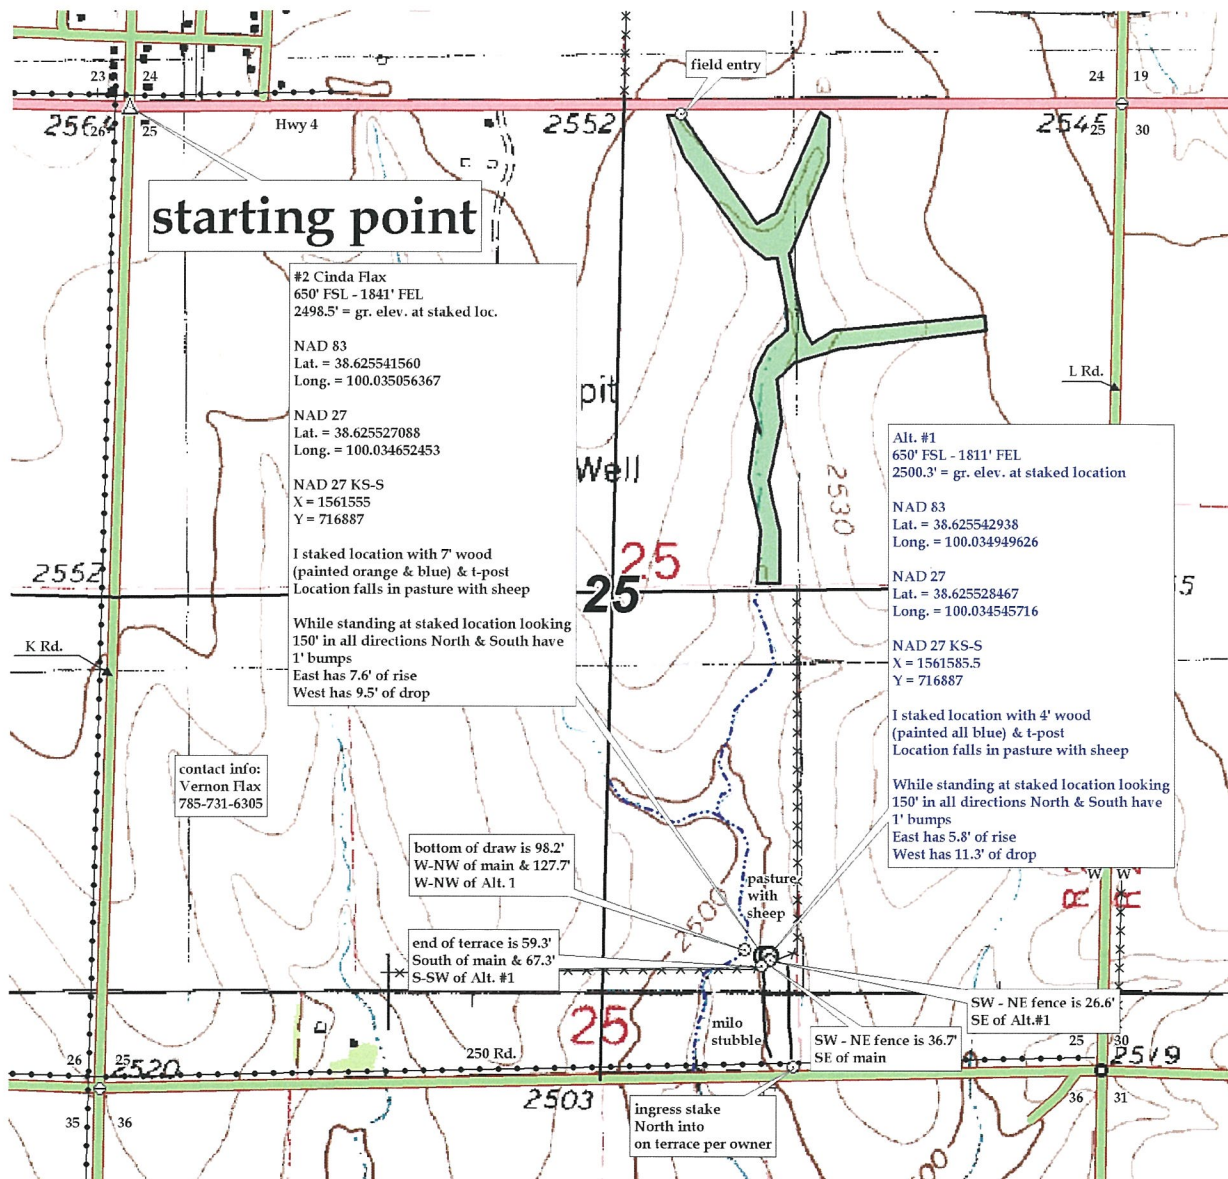 field entry
23 24
24 19
2564
26 25
Hwy 4
2552
2545
25 30
starting point
#2 Cinda Flax
650' FSL - 1841' FEL
2498.5' = gr. elev. at staked loc.
NAD 83
Lat. = 38.625541560
Long. = 100.035056367
NAD 27
Lat. = 38.625527088
Long. = 100.034652453
NAD 27 KS-S
X = 1561555
Y = 716887
I staked location with 7' wood
(painted orange & blue) & t-post
Location falls in pasture with sheep
While standing at staked location looking
150' in all directions North & South have
1' bumps
East has 7.6' of rise
West has 9.5' of drop
pit
Well
L Rd.
2530
Alt. #1
650' FSL - 1811' FEL
2500.3' = gr. elev. at staked location
NAD 83
Lat. = 38.625542938
Long. = 100.034949626
NAD 27
Lat. = 38.625528467
Long. = 100.034545716
NAD 27 KS-S
X = 1561585.5
Y = 716887
I staked location with 4' wood
(painted all blue) & t-post
Location falls in pasture with sheep
While standing at staked location looking
150' in all directions North & South have
1' bumps
East has 5.8' of rise
West has 11.3' of drop
2552
25
25
5
K Rd.
contact info:
Vernon Flax
785-731-6305
bottom of draw is 98.2'
W-NW of main & 127.7'
W-NW of Alt. 1
pasture
with
sheep
2500
W W
R R
end of terrace is 59.3'
South of main & 67.3'
S-SW of Alt. #1
SW - NE fence is 26.6'
SE of Alt.#1
25
milo
stubble
SW - NE fence is 36.7'
SE of main
26 25
2520
250 Rd.
25 30
2519
35 36
2503
36 31
ingress stake
North into
on terrace per owner
00